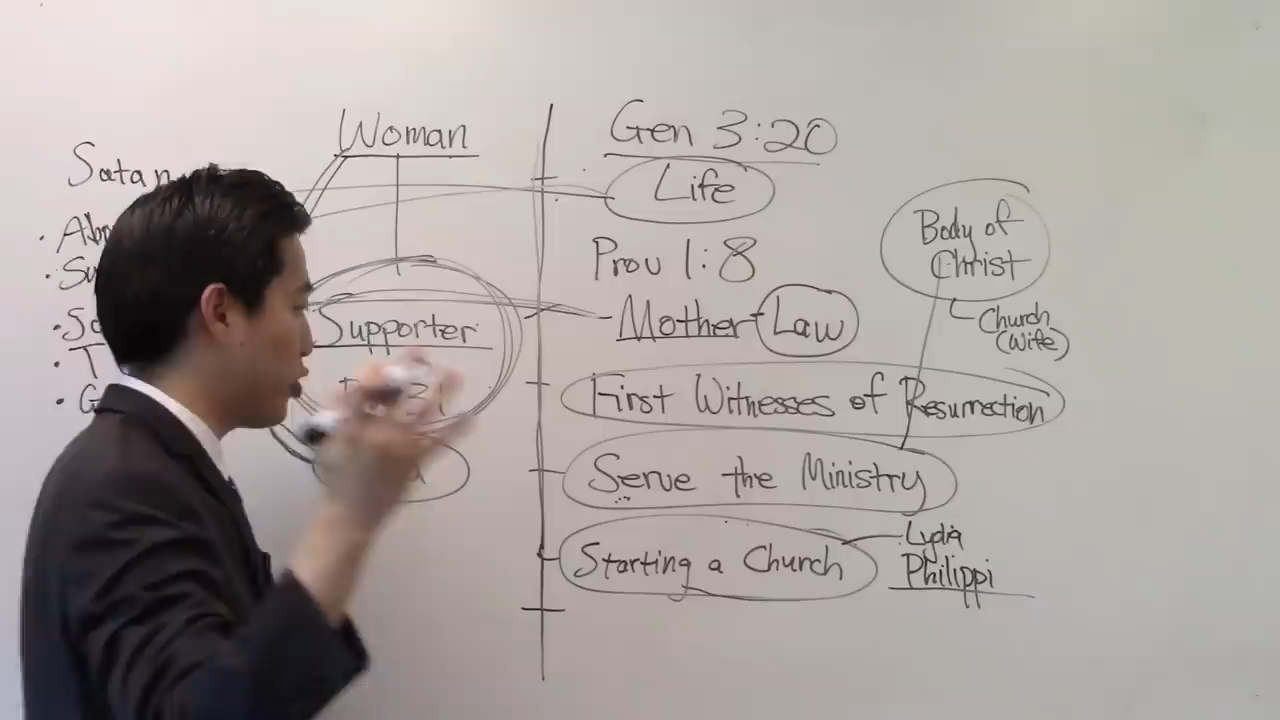 Satan
Woman
Supporter
Gen 3:20
Life
Prov 1:8
Mother - Law
First Witnesses of Resurrection
Serve the Ministry
Starting a Church
Body of
Christ
Church
(Wife)
Lydia
Philippi